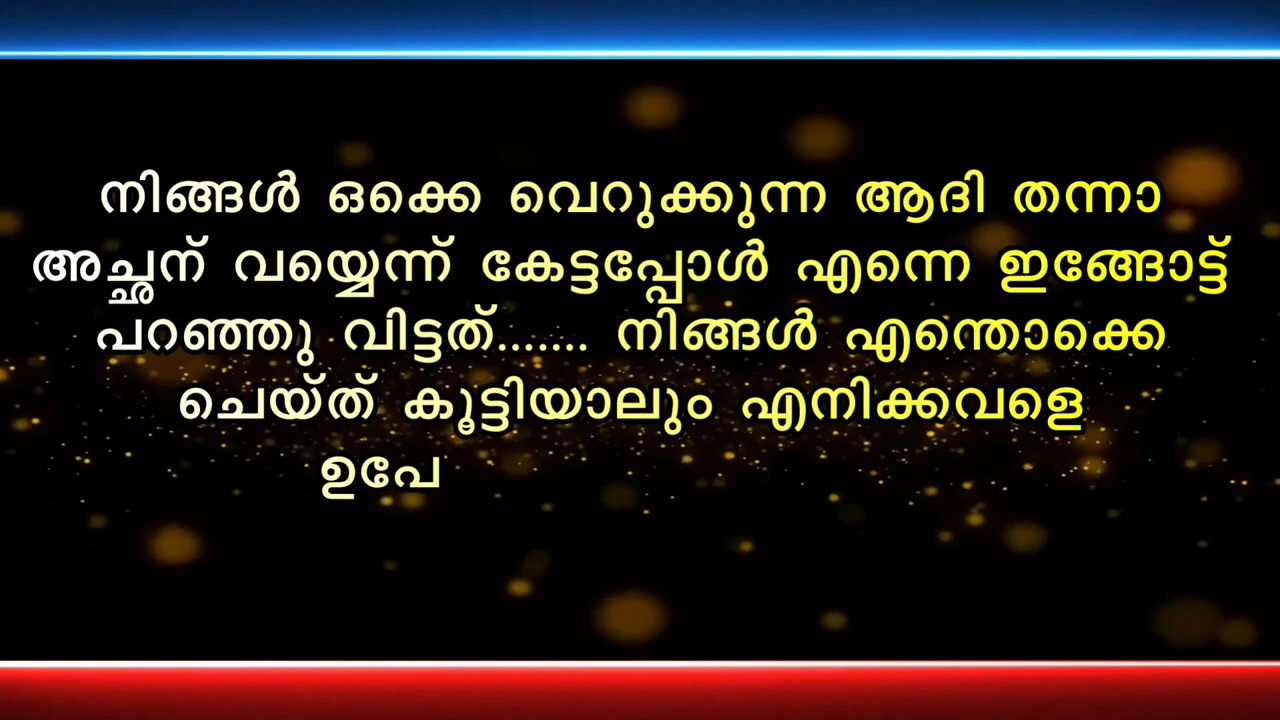 നിങ്ങൾ ഒക്കെ വെറുക്കുന്ന ആദി തന്നാ
അച്ഛന് വയ്യെന്ന് കേട്ടപ്പോൾ എന്നെ ഇങ്ങോട്ട്
പറഞ്ഞു വിട്ടത്....... നിങ്ങൾ എന്തൊക്കെ
ചെയ്ത് കൂട്ടിയാലും എനിക്കവളെ
ഉപേ